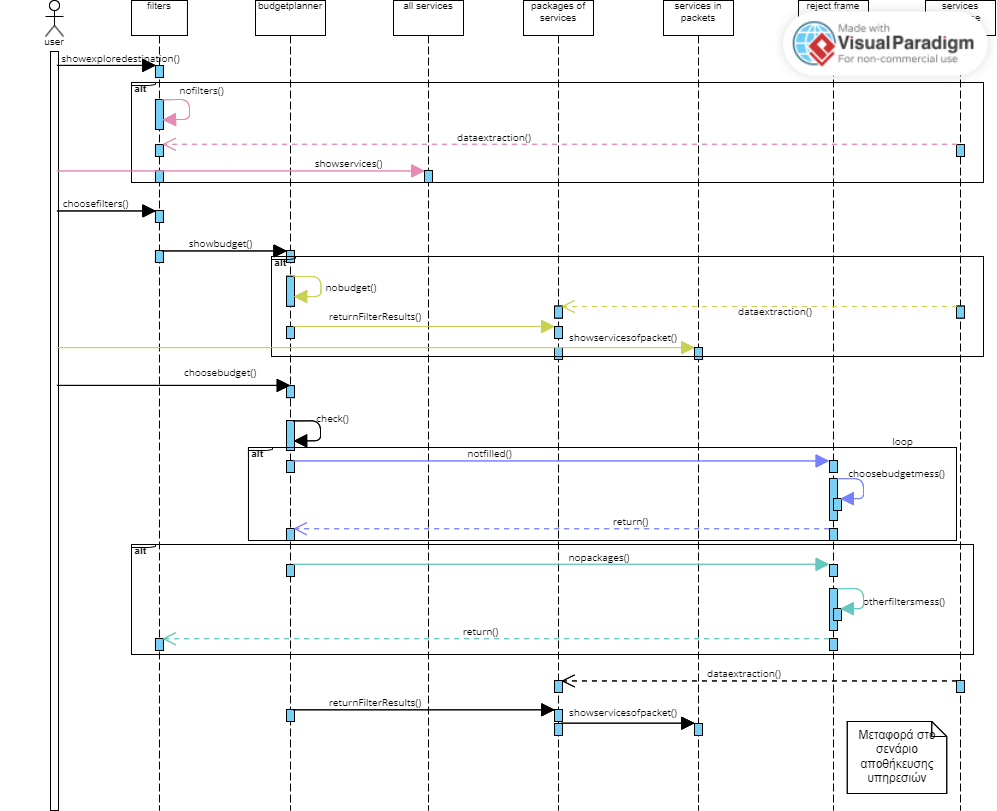 filters
budgetplanner
all services
packages of
services
services in
packets
reject frame
services
user
Made with
VisualParadigm
For non-commercial use
showexploredestination()
alt
nofilters()
dataextraction()
showservices()
choosefilters()
showbudget()
alt
nobudget()
dataextraction()
returnFilterResults()
showservicesofpacket()
choosebudget()
check()
loop
alt
notfilled()
choosebudgetmess()
return()
alt
nopackages()
otherfiltersmess()
return()
dataextraction()
returnFilterResults()
showservicesofpacket()
Μεταφορά στο
σενάριο
αποθήκευσης
υπηρεσιών